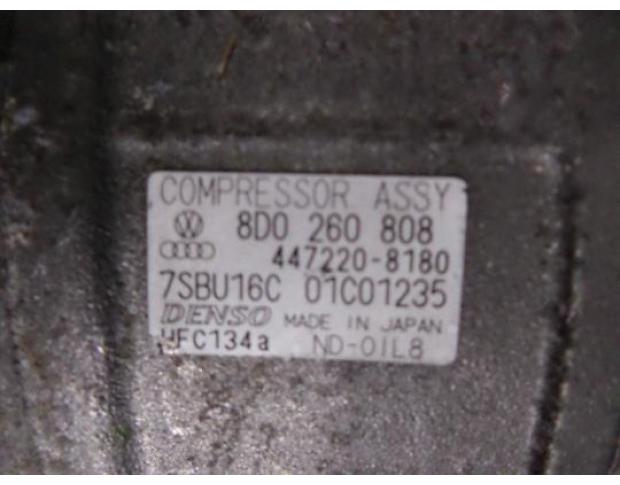 COMPRESSOR ASSY
8D0 260 808
447220-8180
7SBU16C 01C01235
DENSO MADE IN JAPAN
HFC134a ND-OIL8